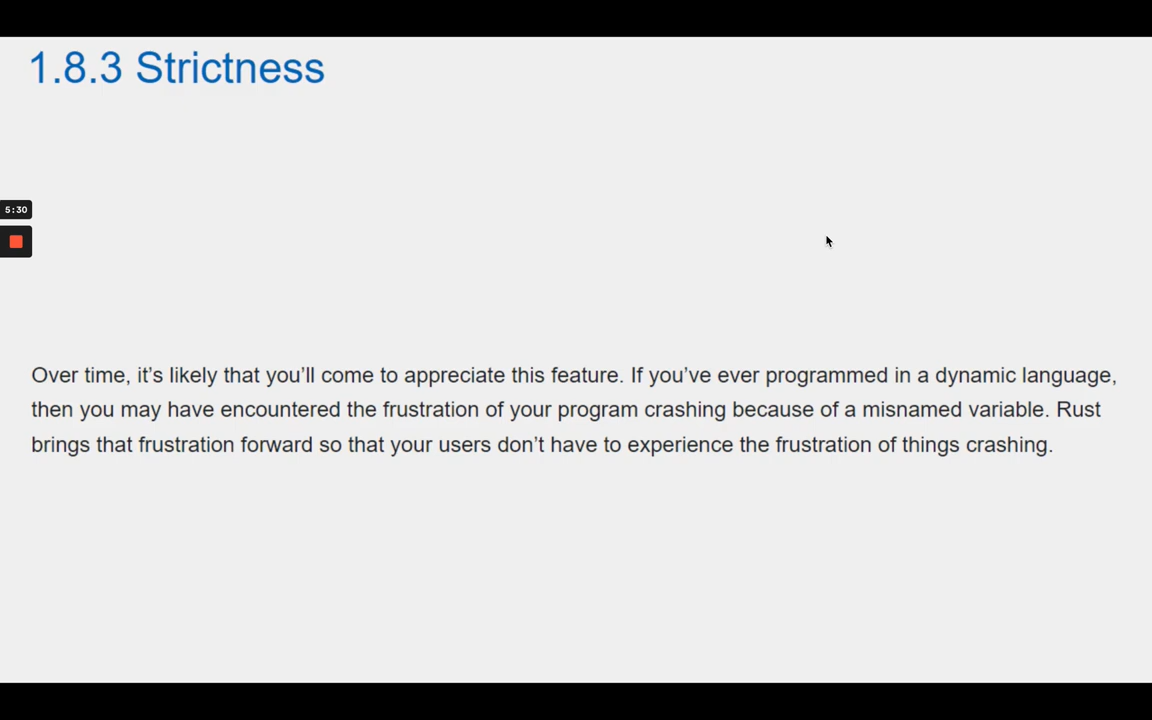 1.8.3 Strictness
5:30
Over time, it’s likely that you’ll come to appreciate this feature. If you’ve ever programmed in a dynamic language,
then you may have encountered the frustration of your program crashing because of a misnamed variable. Rust
brings that frustration forward so that your users don’t have to experience the frustration of things crashing.